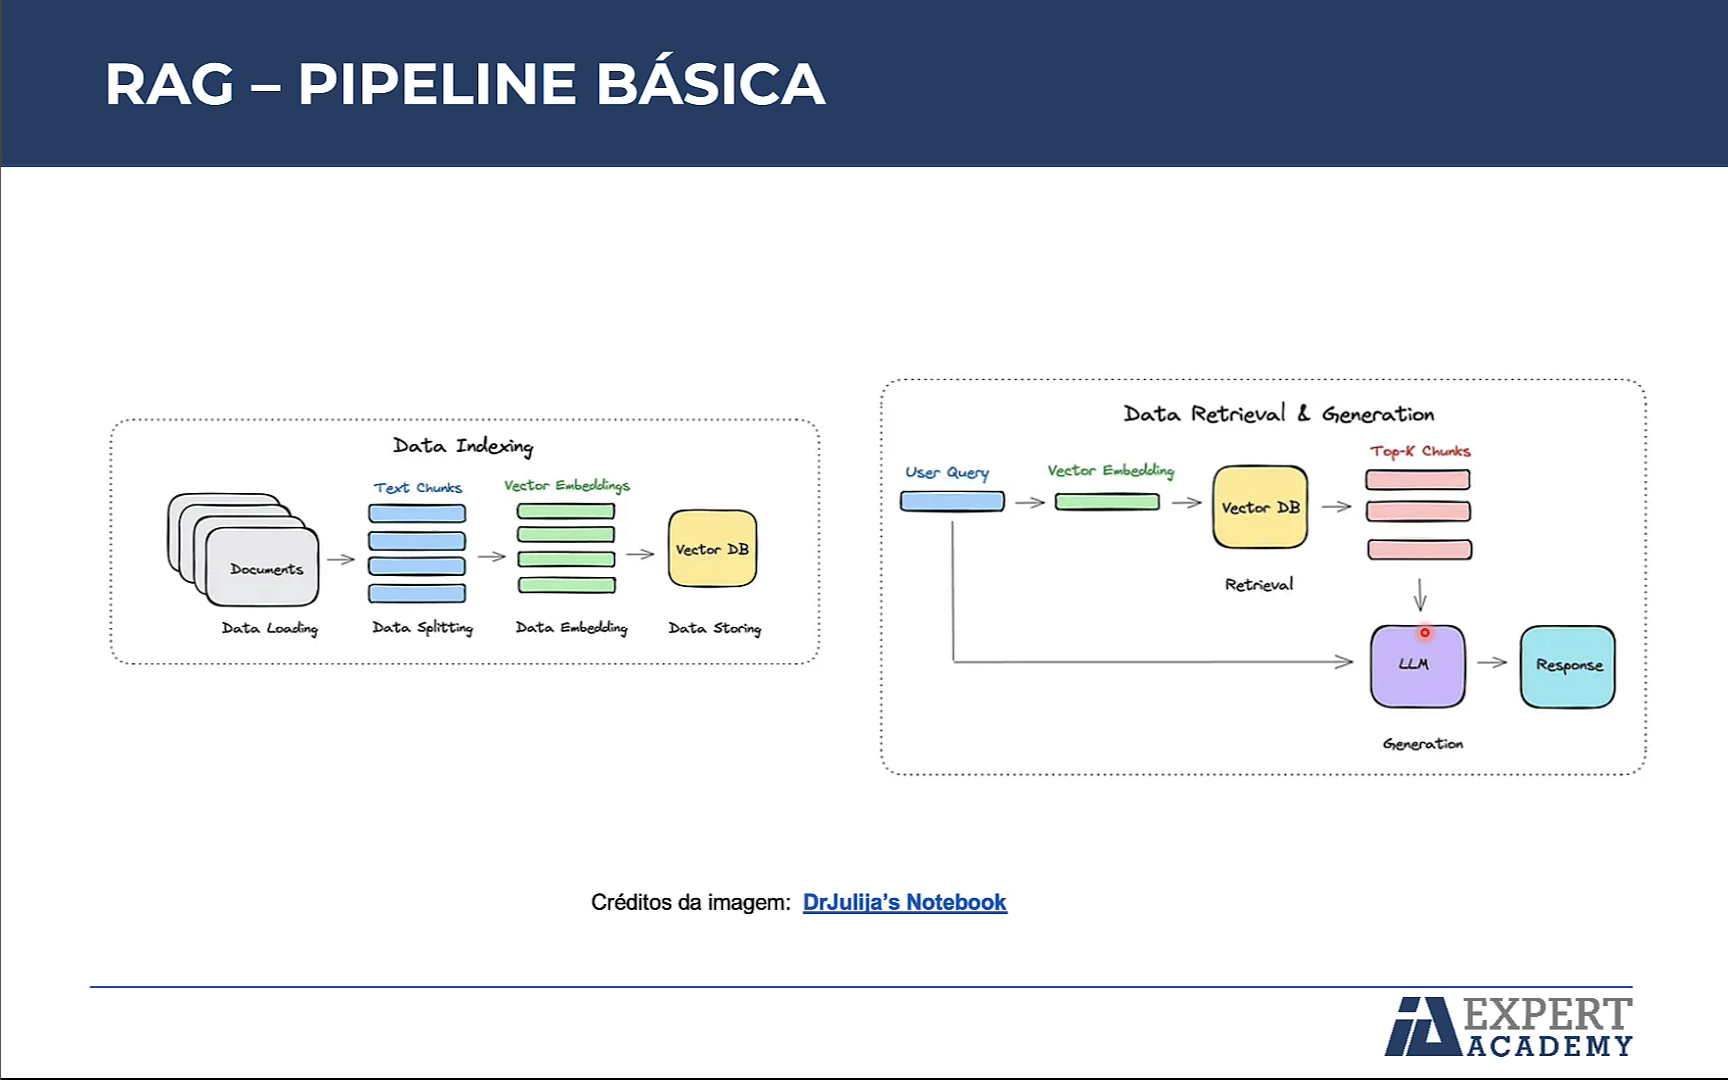 RAG – PIPELINE BÁSICA
Data Indexing
Text Chunks
Vector Embeddings
Documents
Vector DB
Data Loading
Data Splitting
Data Embedding
Data Storing
Data Retrieval & Generation
User Query
Vector Embedding
Vector DB
Top-K Chunks
Retrieval
LLM
Response
Generation
Créditos da imagem: DrJulija’s Notebook
IA EXPERT
ACADEMY